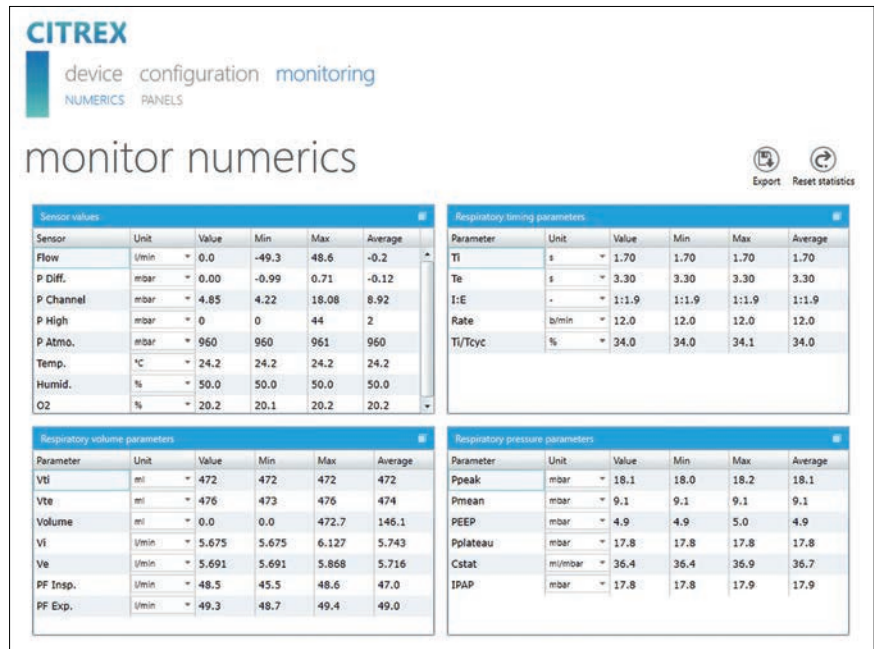 CITREX
device configuration monitoring
NUMERICS PANELS
monitor numerics
Export Reset statistics
Sensor values
Sensor Unit Value Min Max Average
Flow l/min 0.0 -49.3 48.6 -0.2
P Diff. mbar 0.00 -0.99 0.71 -0.12
P Channel mbar 4.85 4.22 18.08 8.92
P High mbar 0 0 44 2
P Atmo. mbar 960 960 961 960
Temp. °C 24.2 24.2 24.2 24.2
Humid. % 50.0 50.0 50.0 50.0
O2 % 20.2 20.1 20.2 20.2
Respiratory timing parameters
Parameter Unit Value Min Max Average
Ti s 1.70 1.70 1.70 1.70
Te s 3.30 3.30 3.30 3.30
I:E - 1:1.9 1:1.9 1:1.9 1:1.9
Rate b/min 12.0 12.0 12.0 12.0
Ti/Tcyc % 34.0 34.0 34.1 34.0
Respiratory volume parameters
Parameter Unit Value Min Max Average
Vti ml 472 472 472 472
Vte ml 476 473 476 474
Volume ml 0.0 0.0 472.7 146.1
Vi l/min 5.675 5.675 6.127 5.743
Ve l/min 5.691 5.691 5.868 5.716
PF Insp. l/min 48.5 45.5 48.6 47.0
PF Exp. l/min 49.3 48.7 49.4 49.0
Respiratory pressure parameters
Parameter Unit Value Min Max Average
Ppeak mbar 18.1 18.0 18.2 18.1
Pmean mbar 9.1 9.1 9.1 9.1
PEEP mbar 4.9 4.9 5.0 4.9
Pplateau mbar 17.8 17.8 17.8 17.8
Cstat ml/mbar 36.4 36.4 36.9 36.7
IPAP mbar 17.8 17.8 17.9 17.9